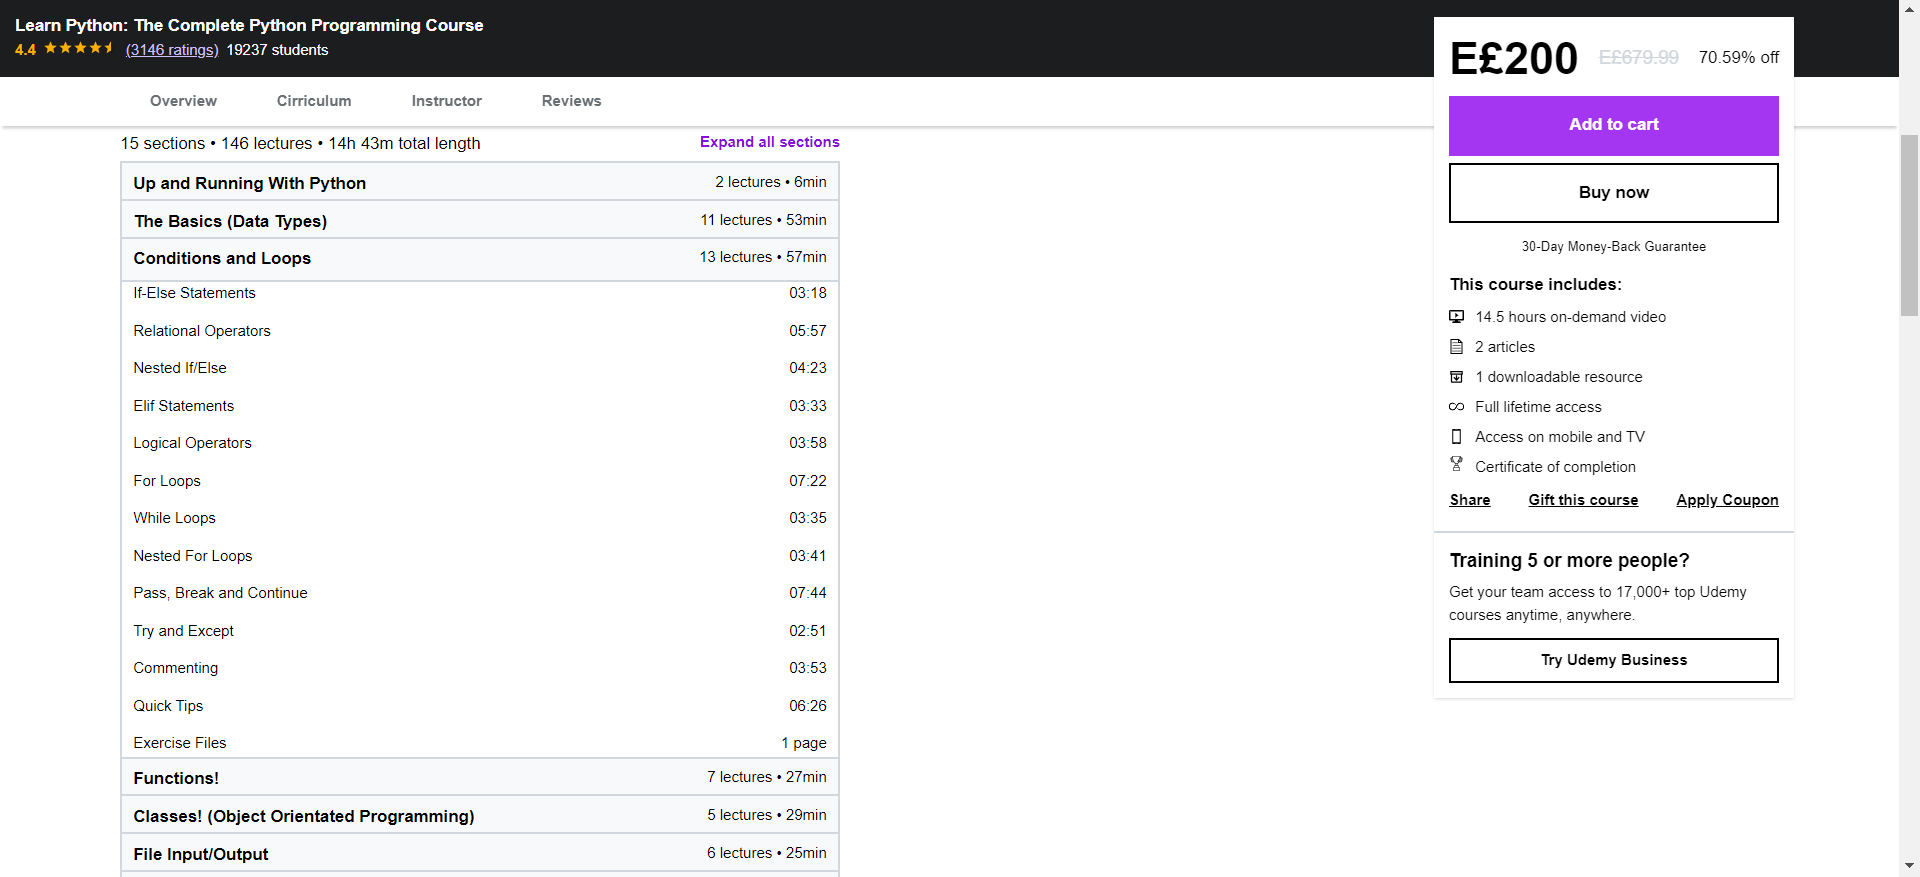 Learn Python: The Complete Python Programming Course
4.4 (3146 ratings) 19237 students
Overview Cirriculum Instructor Reviews
15 sections • 146 lectures • 14h 43m total length Expand all sections
Up and Running With Python 2 lectures • 6min
The Basics (Data Types) 11 lectures • 53min
Conditions and Loops 13 lectures • 57min
If-Else Statements 03:18
Relational Operators 05:57
Nested If/Else 04:23
Elif Statements 03:33
Logical Operators 03:58
For Loops 07:22
While Loops 03:35
Nested For Loops 03:41
Pass, Break and Continue 07:44
Try and Except 02:51
Commenting 03:53
Quick Tips 06:26
Exercise Files 1 page
Functions! 7 lectures • 27min
Classes! (Object Orientated Programming) 5 lectures • 29min
File Input/Output 6 lectures • 25min
E£200 E£679.99 70.59% off
Add to cart
Buy now
30-Day Money-Back Guarantee
This course includes:
14.5 hours on-demand video
2 articles
1 downloadable resource
Full lifetime access
Access on mobile and TV
Certificate of completion
Share Gift this course Apply Coupon
Training 5 or more people?
Get your team access to 17,000+ top Udemy
courses anytime, anywhere.
Try Udemy Business